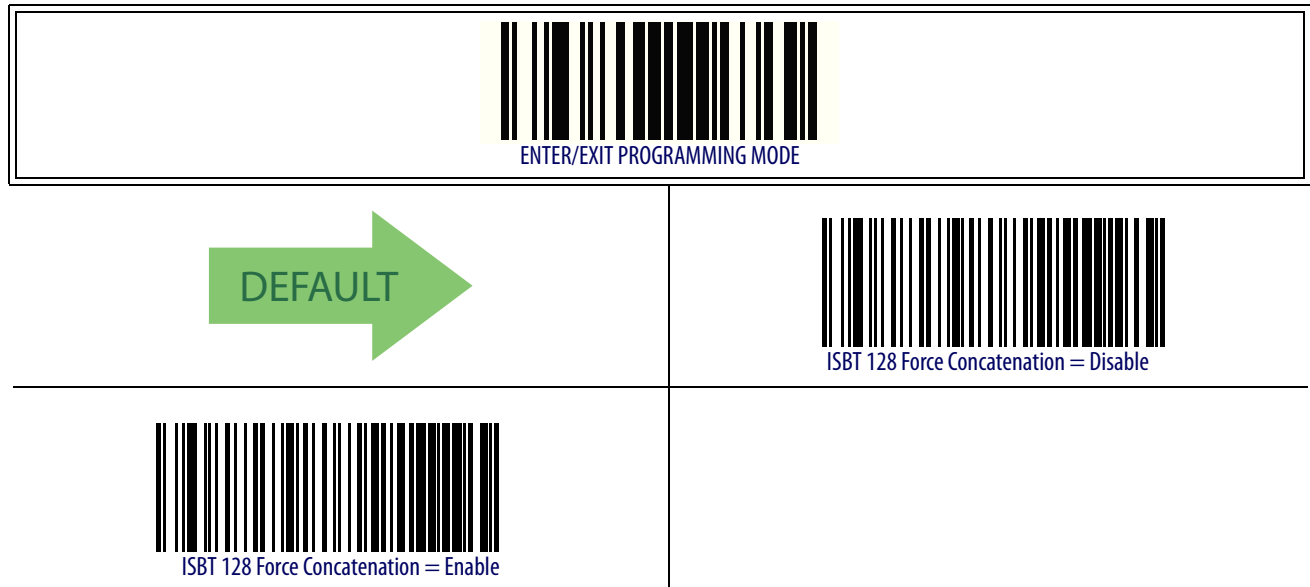 ENTER/EXIT PROGRAMMING MODE
DEFAULT
ISBT 128 Force Concatenation = Disable
ISBT 128 Force Concatenation = Enable